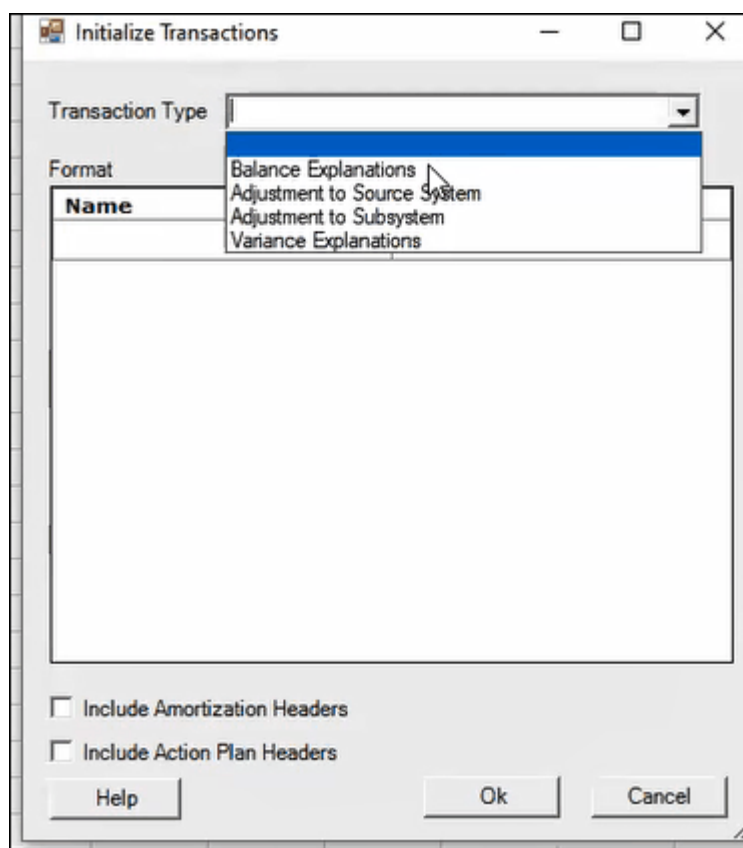 Initialize Transactions
Transaction Type
Balance Explanations
Format
Adjustment to Source System
Name
Adjustment to Subsystem
Variance Explanations
Include Amortization Headers
Include Action Plan Headers
Help
Ok
Cancel